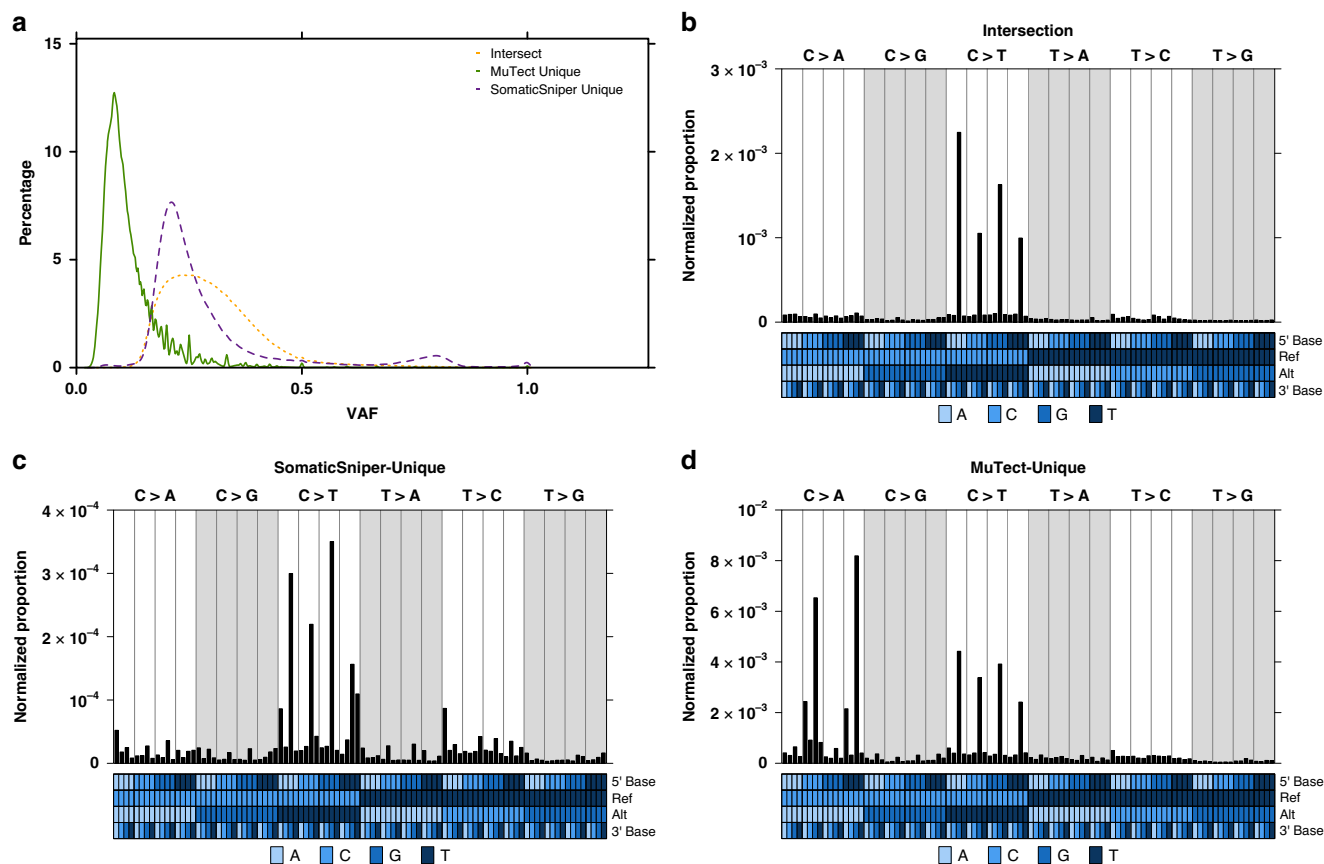 a
15
10
5
0
Percentage
0.0
0.5
1.0
VAF
Intersect
MuTect Unique
SomaticSniper Unique
b
Intersection
C > A
C > G
C > T
T > A
T > C
T > G
3 × 10⁻³
2 × 10⁻³
10⁻³
0
Normalized proportion
5' Base
Ref
Alt
3' Base
A
C
G
T
c
SomaticSniper-Unique
C > A
C > G
C > T
T > A
T > C
T > G
4 × 10⁻⁴
3 × 10⁻⁴
2 × 10⁻⁴
10⁻⁴
0
Normalized proportion
5' Base
Ref
Alt
3' Base
A
C
G
T
d
MuTect-Unique
C > A
C > G
C > T
T > A
T > C
T > G
10⁻²
8 × 10⁻³
6 × 10⁻³
4 × 10⁻³
2 × 10⁻³
0
Normalized proportion
5' Base
Ref
Alt
3' Base
A
C
G
T